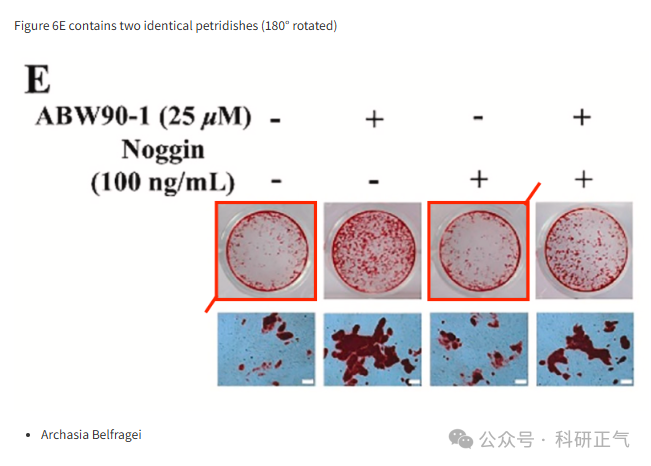 Figure 6E contains two identical petridishes (180° rotated)
E
ABW90-1 (25 μM) - + - +
Noggin
(100 ng/mL) - - + +
• Archasia Belfragei
公众号 · 科研正气